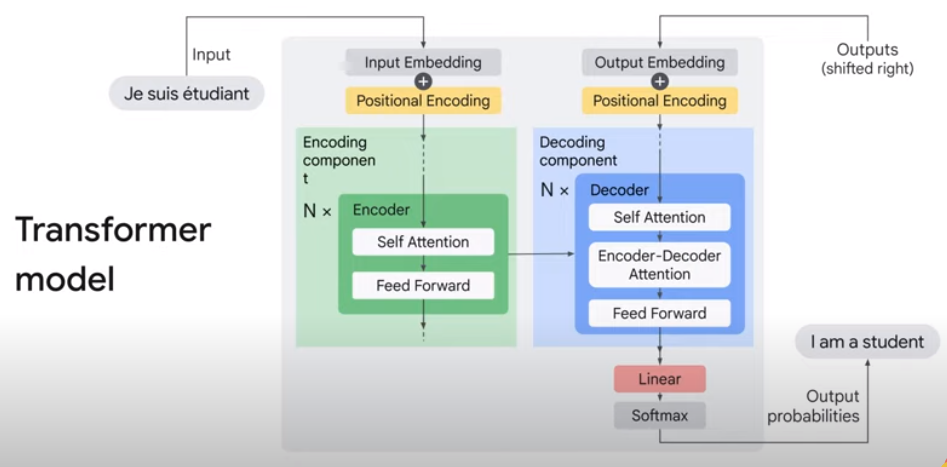 Transformer
model
Input
Je suis étudiant
Input Embedding
+
Positional Encoding
Encoding
componen
t
N ×
Encoder
Self Attention
Feed Forward
Outputs
(shifted right)
Output Embedding
+
Positional Encoding
Decoding
component
N ×
Decoder
Self Attention
Encoder-Decoder
Attention
Feed Forward
Linear
Softmax
Output
probabilities
I am a student